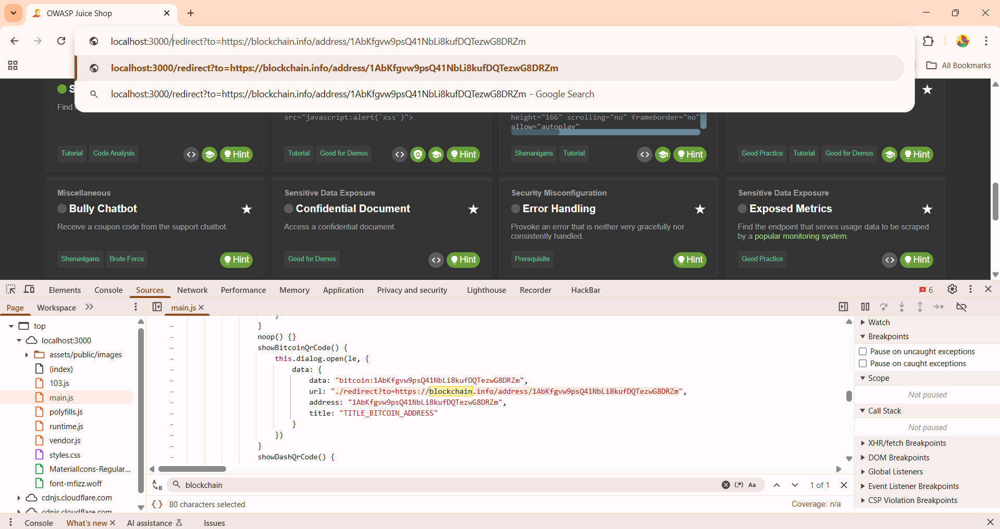 OWASP Juice Shop
localhost:3000/redirect?to=https://blockchain.info/address/1AbKfgvw9psQ41NbLi8kufDQTezwG8DRZm
localhost:3000/redirect?to=https://blockchain.info/address/1AbKfgvw9psQ41NbLi8kufDQTezwG8DRZm
localhost:3000/redirect?to=https://blockchain.info/address/1AbKfgvw9psQ41NbLi8kufDQTezwG8DRZm - Google Search
All Bookmarks
S
Find
src="javascript:alert(`xss`)">.
height="166" scrolling="no" frameborder="no"
allow="autoplay"
Tutorial Code Analysis <> Hint
Tutorial Good for Demos <> Hint
Shenanigans Tutorial <> Hint
Good Practice Tutorial Good for Demos Hint
Miscellaneous
Bully Chatbot
Receive a coupon code from the support chatbot.
Shenanigans Brute Force Hint
Sensitive Data Exposure
Confidential Document
Access a confidential document.
Good for Demos <> Hint
Security Misconfiguration
Error Handling
Provoke an error that is neither very gracefully nor
consistently handled.
Prerequisite Hint
Sensitive Data Exposure
Exposed Metrics
Find the endpoint that serves usage data to be scraped
by a popular monitoring system.
Good Practice <> Hint
Elements Console Sources Network Performance Memory Application Privacy and security Lighthouse Recorder HackBar 6
Page Workspace
main.js
top
localhost:3000
assets/public/images
(index)
103.js
main.js
polyfills.js
runtime.js
vendor.js
styles.css
MaterialIcons-Regular...
font-mfizz.woff
cdnjs.cloudflare.com
cdnjs.cloudflare.com
}
noop() {}
showBitcoinQrCode() {
this.dialog.open(le, {
data: {
data: "bitcoin:1AbKfgvw9psQ41NbLi8kufDQTezwG8DRZm",
url: "./redirect?to=https://blockchain.info/address/1AbKfgvw9psQ41NbLi8kufDQTezwG8DRZm",
address: "1AbKfgvw9psQ41NbLi8kufDQTezwG8DRZm",
title: "TITLE_BITCOIN_ADDRESS"
}
})
}
showDashQrCode() {
blockchain
(.*) Aa
1 of 1
{} 80 characters selected
Coverage: n/a
Watch
Breakpoints
Pause on uncaught exceptions
Pause on caught exceptions
Scope
Not paused
Call Stack
Not paused
XHR/fetch Breakpoints
DOM Breakpoints
Global Listeners
Event Listener Breakpoints
CSP Violation Breakpoints
Console What's new AI assistance Issues